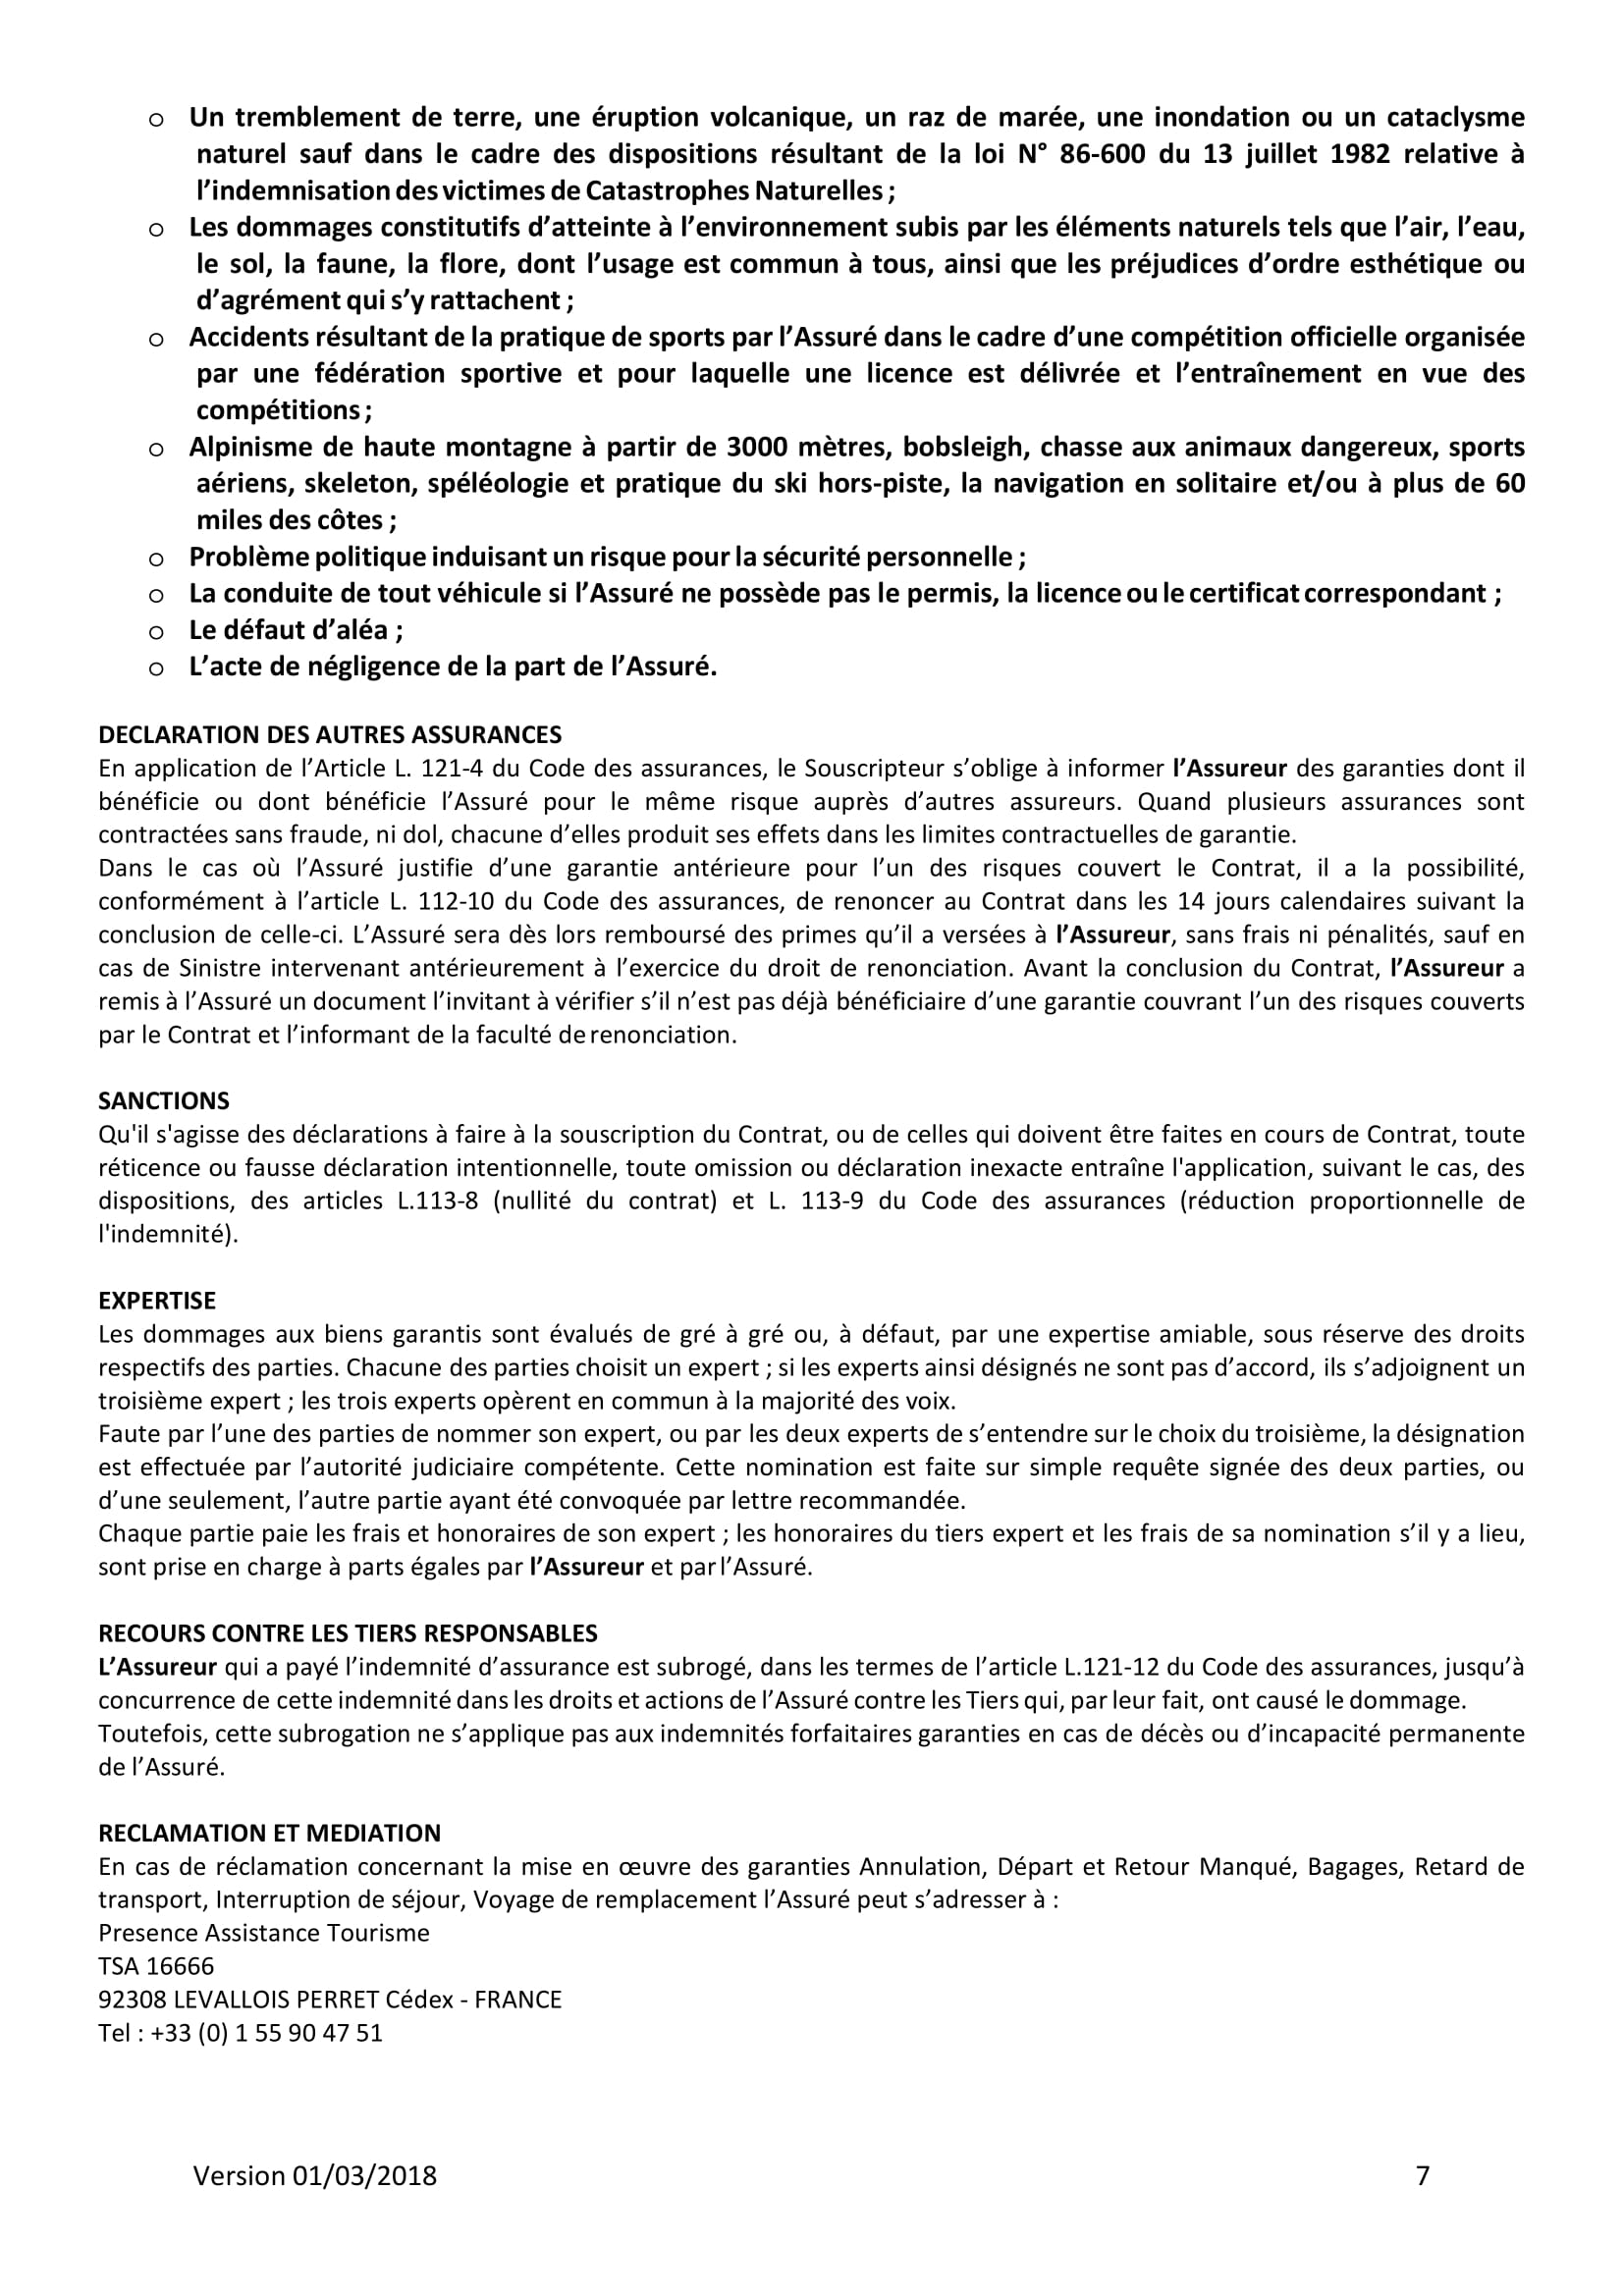 o Un tremblement de terre, une éruption volcanique, un raz de marée, une inondation ou un cataclysme
naturel sauf dans le cadre des dispositions résultant de la loi N° 86-600 du 13 juillet 1982 relative à
l’indemnisation des victimes de Catastrophes Naturelles ;
o Les dommages constitutifs d’atteinte à l’environnement subis par les éléments naturels tels que l’air, l’eau,
le sol, la faune, la flore, dont l’usage est commun à tous, ainsi que les préjudices d’ordre esthétique ou
d’agrément qui s’y rattachent ;
o Accidents résultant de la pratique de sports par l’Assuré dans le cadre d’une compétition officielle organisée
par une fédération sportive et pour laquelle une licence est délivrée et l’entraînement en vue des
compétitions ;
o Alpinisme de haute montagne à partir de 3000 mètres, bobsleigh, chasse aux animaux dangereux, sports
aériens, skeleton, spéléologie et pratique du ski hors-piste, la navigation en solitaire et/ou à plus de 60
miles des côtes ;
o Problème politique induisant un risque pour la sécurité personnelle ;
o La conduite de tout véhicule si l’Assuré ne possède pas le permis, la licence ou le certificat correspondant ;
o Le défaut d’aléa ;
o L’acte de négligence de la part de l’Assuré.
DECLARATION DES AUTRES ASSURANCES
En application de l’Article L. 121-4 du Code des assurances, le Souscripteur s’oblige à informer l’Assureur des garanties dont il
bénéficie ou dont bénéficie l’Assuré pour le même risque auprès d’autres assureurs. Quand plusieurs assurances sont
contractées sans fraude, ni dol, chacune d’elles produit ses effets dans les limites contractuelles de garantie.
Dans le cas où l’Assuré justifie d’une garantie antérieure pour l’un des risques couvert le Contrat, il a la possibilité,
conformément à l’article L. 112-10 du Code des assurances, de renoncer au Contrat dans les 14 jours calendaires suivant la
conclusion de celle-ci. L’Assuré sera dès lors remboursé des primes qu’il a versées à l’Assureur, sans frais ni pénalités, sauf en
cas de Sinistre intervenant antérieurement à l’exercice du droit de renonciation. Avant la conclusion du Contrat, l’Assureur a
remis à l’Assuré un document l’invitant à vérifier s’il n’est pas déjà bénéficiaire d’une garantie couvrant l’un des risques couverts
par le Contrat et l’informant de la faculté de renonciation.
SANCTIONS
Qu'il s'agisse des déclarations à faire à la souscription du Contrat, ou de celles qui doivent être faites en cours de Contrat, toute
réticence ou fausse déclaration intentionnelle, toute omission ou déclaration inexacte entraîne l'application, suivant le cas, des
dispositions, des articles L.113-8 (nullité du contrat) et L. 113-9 du Code des assurances (réduction proportionnelle de
l'indemnité).
EXPERTISE
Les dommages aux biens garantis sont évalués de gré à gré ou, à défaut, par une expertise amiable, sous réserve des droits
respectifs des parties. Chacune des parties choisit un expert ; si les experts ainsi désignés ne sont pas d’accord, ils s’adjoignent un
troisième expert ; les trois experts opèrent en commun à la majorité des voix.
Faute par l’une des parties de nommer son expert, ou par les deux experts de s’entendre sur le choix du troisième, la désignation
est effectuée par l’autorité judiciaire compétente. Cette nomination est faite sur simple requête signée des deux parties, ou
d’une seulement, l’autre partie ayant été convoquée par lettre recommandée.
Chaque partie paie les frais et honoraires de son expert ; les honoraires du tiers expert et les frais de sa nomination s’il y a lieu,
sont prise en charge à parts égales par l’Assureur et par l’Assuré.
RECOURS CONTRE LES TIERS RESPONSABLES
L’Assureur qui a payé l’indemnité d’assurance est subrogé, dans les termes de l’article L.121-12 du Code des assurances, jusqu’à
concurrence de cette indemnité dans les droits et actions de l’Assuré contre les Tiers qui, par leur fait, ont causé le dommage.
Toutefois, cette subrogation ne s’applique pas aux indemnités forfaitaires garanties en cas de décès ou d’incapacité permanente
de l’Assuré.
RECLAMATION ET MEDIATION
En cas de réclamation concernant la mise en œuvre des garanties Annulation, Départ et Retour Manqué, Bagages, Retard de
transport, Interruption de séjour, Voyage de remplacement l’Assuré peut s’adresser à :
Presence Assistance Tourisme
TSA 16666
92308 LEVALLOIS PERRET Cédex - FRANCE
Tel : +33 (0) 1 55 90 47 51
Version 01/03/2018 7